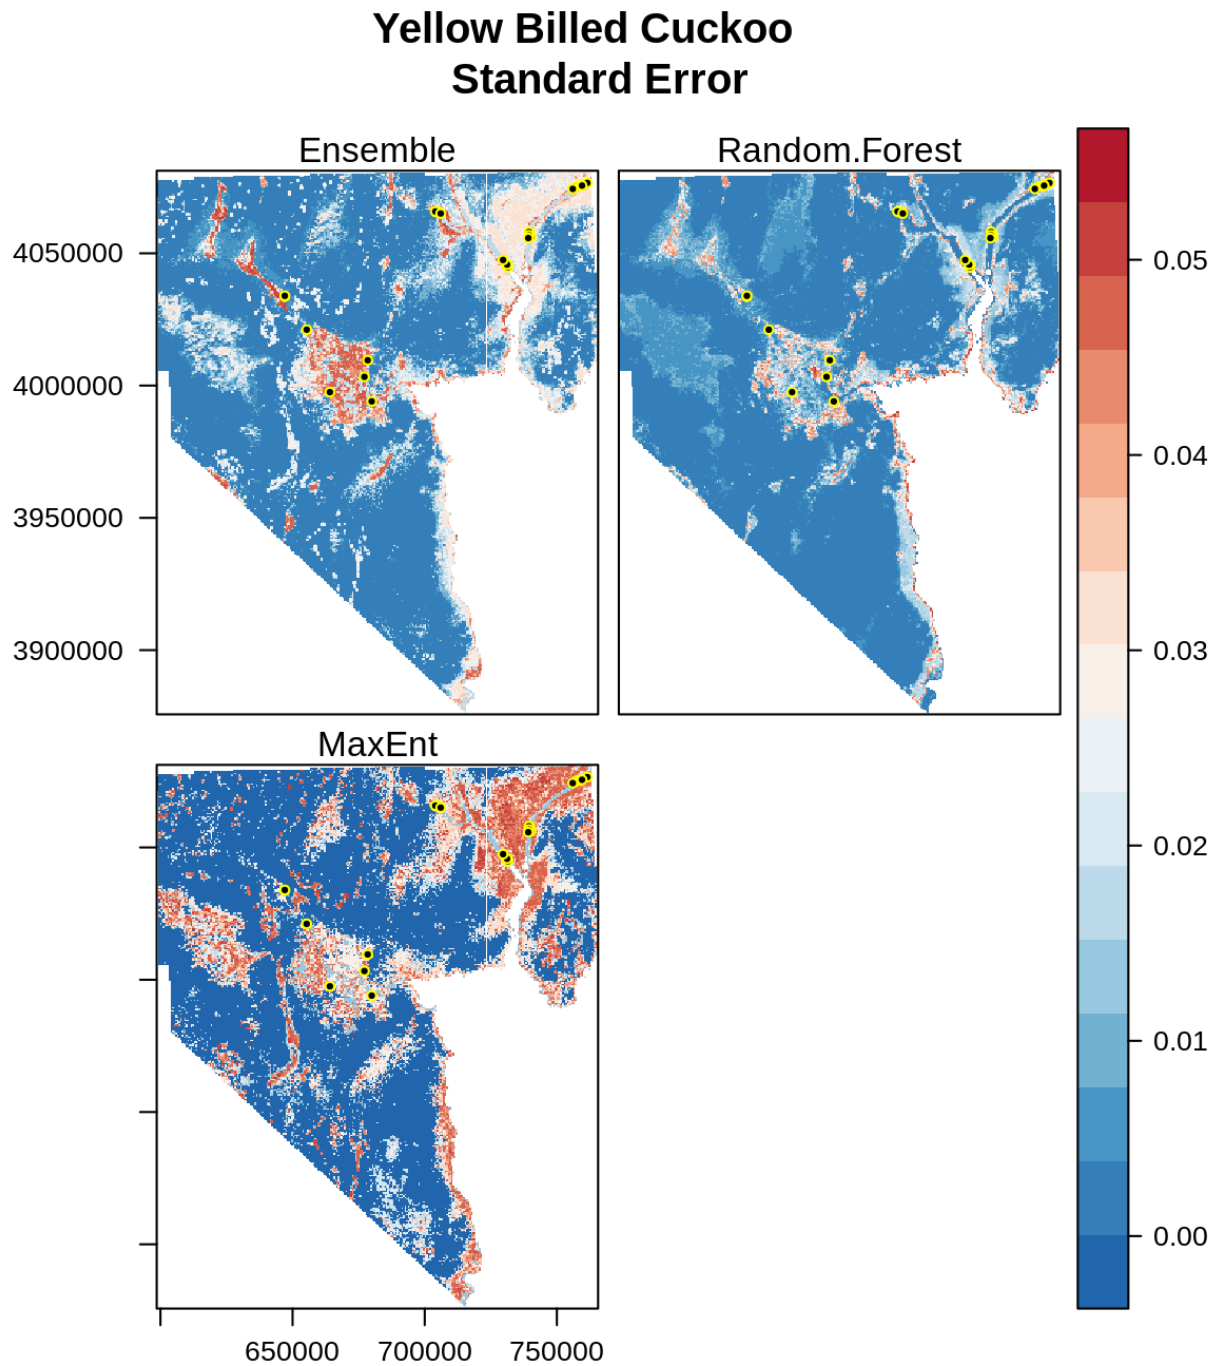 Yellow Billed Cuckoo
Standard Error
Ensemble
Random.Forest
4050000
4000000
3950000
3900000
MaxEnt
650000
700000
750000
0.05
0.04
0.03
0.02
0.01
0.00